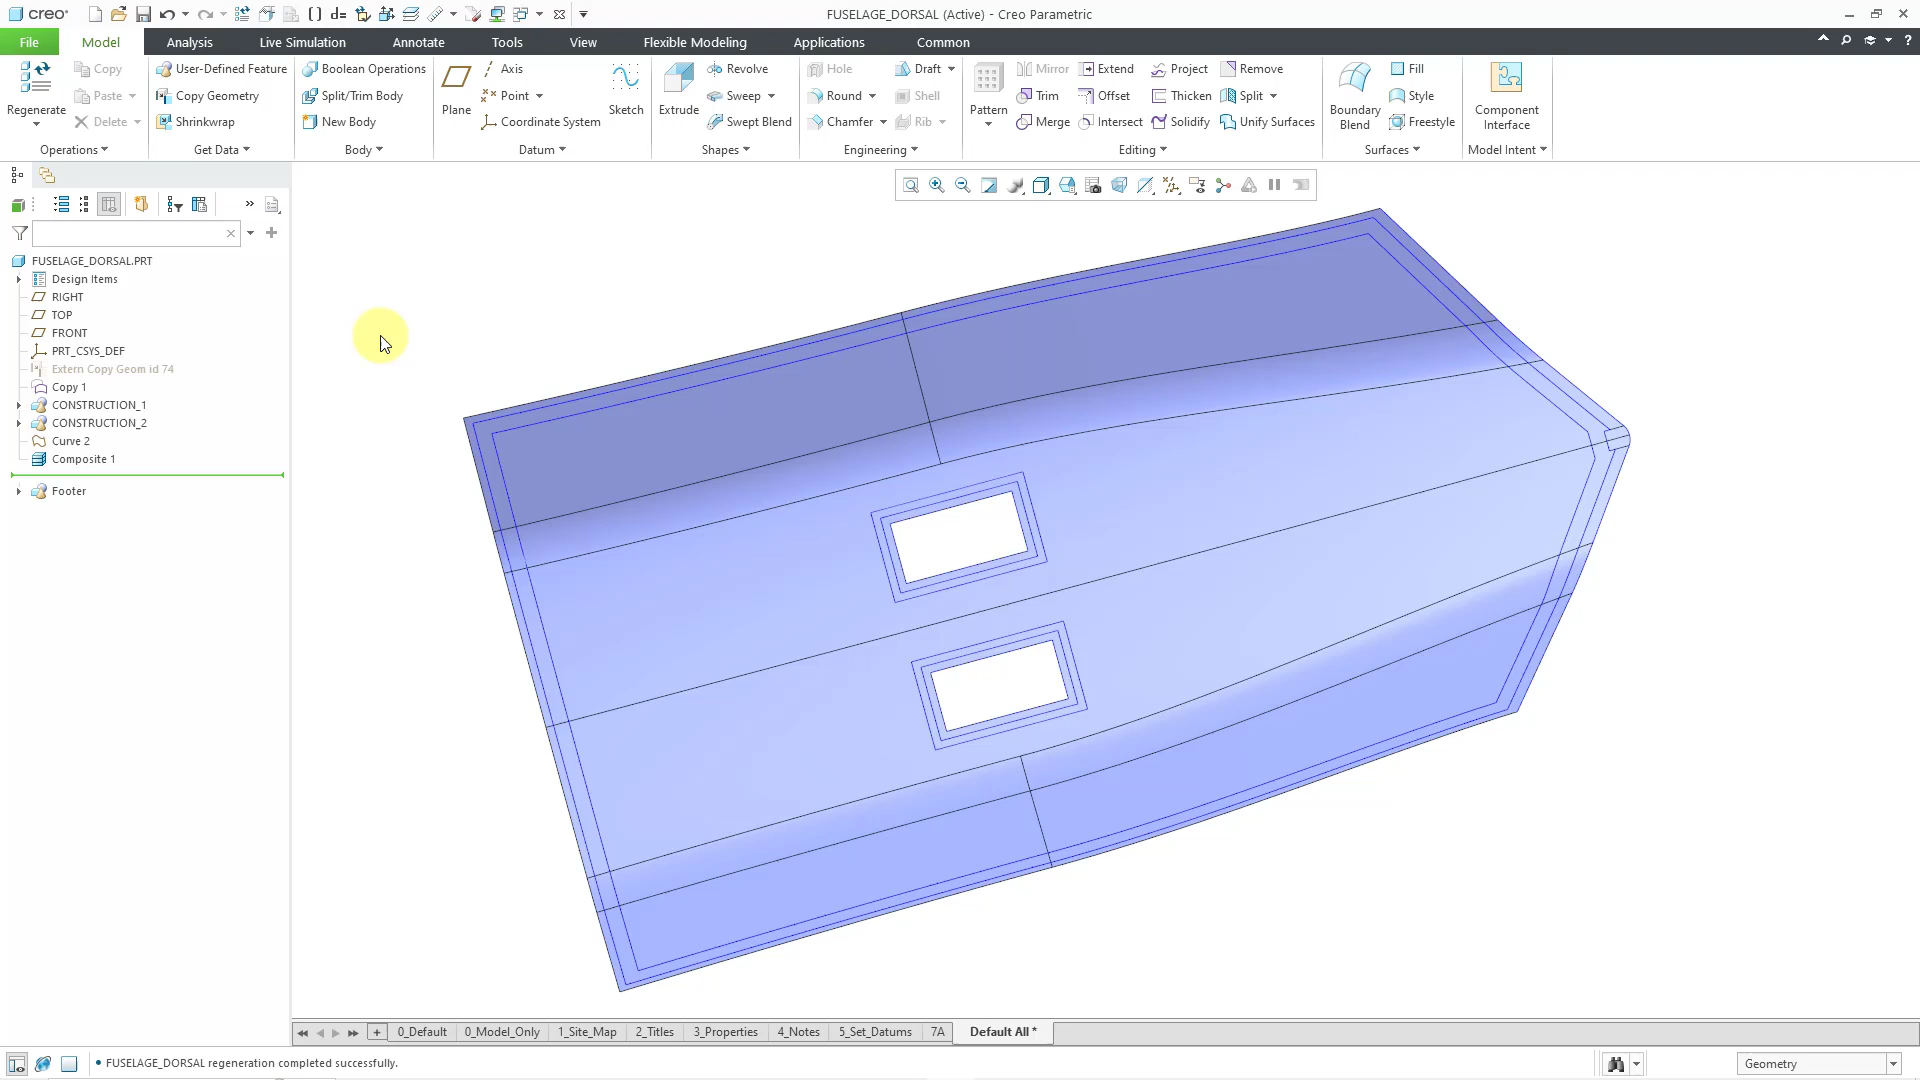 creo
FUSELAGE_DORSAL (Active) - Creo Parametric
File Model Analysis Live Simulation Annotate Tools View Flexible Modeling Applications Common
Regenerate
Copy
Paste
Delete
Operations
User-Defined Feature
Copy Geometry
Shrinkwrap
Get Data
Boolean Operations
Split/Trim Body
New Body
Body
Plane
Axis
Point
Coordinate System
Sketch
Datum
Extrude
Revolve
Sweep
Swept Blend
Shapes
Hole
Round
Chamfer
Draft
Shell
Rib
Engineering
Pattern
Mirror
Trim
Merge
Extend
Offset
Intersect
Project
Thicken
Solidify
Remove
Split
Unify Surfaces
Editing
Boundary
Blend
Fill
Style
Freestyle
Surfaces
Component
Interface
Model Intent
FUSELAGE_DORSAL.PRT
Design Items
RIGHT
TOP
FRONT
PRT_CSYS_DEF
Extern Copy Geom id 74
Copy 1
CONSTRUCTION_1
CONSTRUCTION_2
Curve 2
Composite 1
Footer
0_Default 0_Model_Only 1_Site_Map 2_Titles 3_Properties 4_Notes 5_Set_Datums 7A Default All *
• FUSELAGE_DORSAL regeneration completed successfully.
Geometry